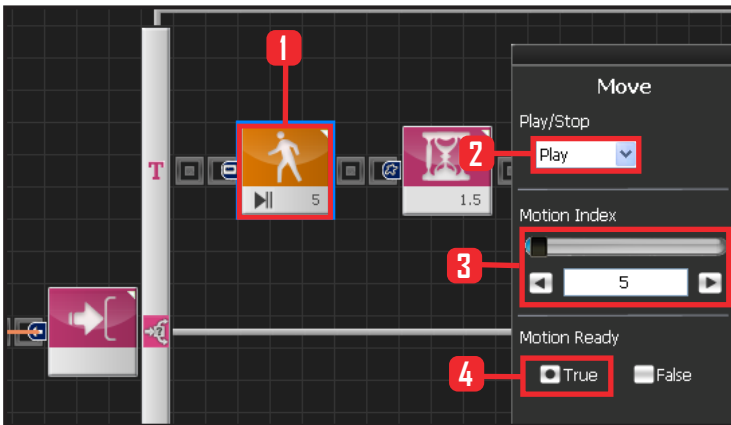 1
Move
Play/Stop
2
Play
T
5
1.5
Motion Index
3
5
Motion Ready
4
True
False